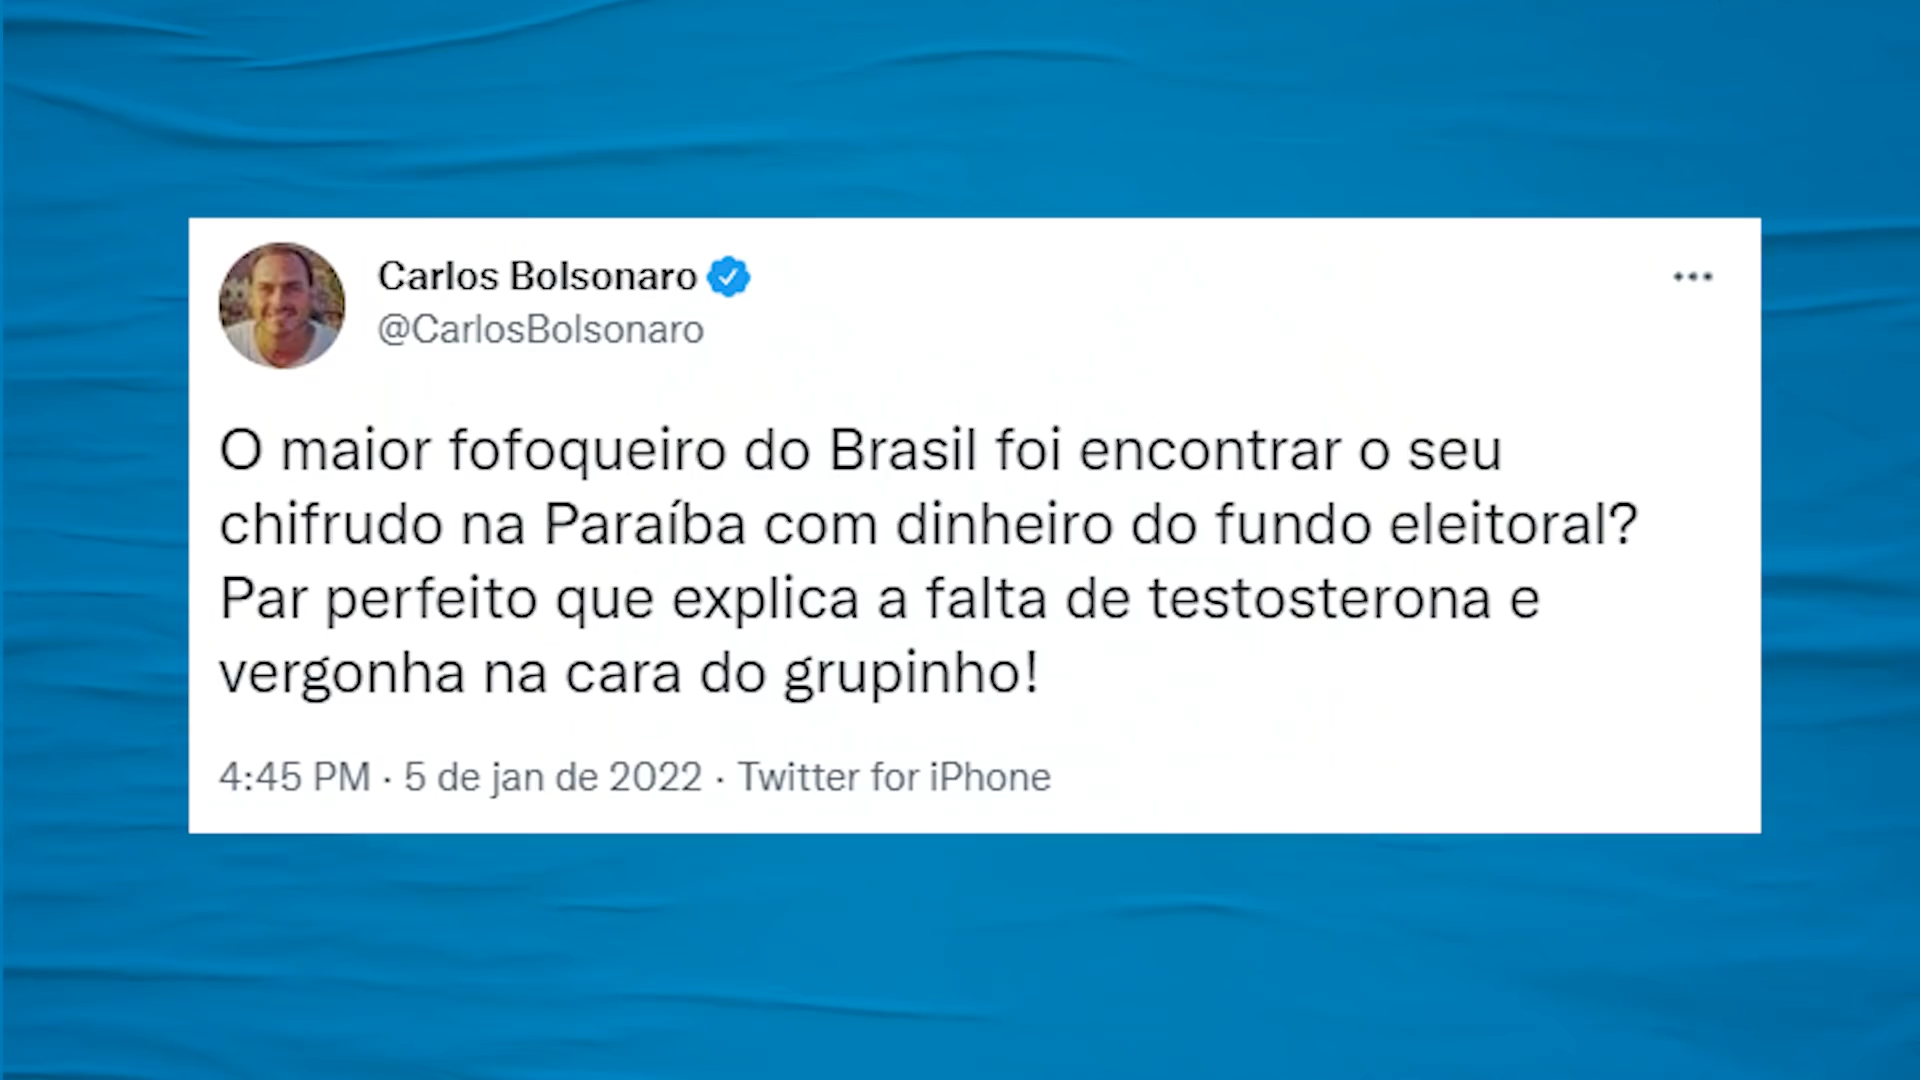 Carlos Bolsonaro
@CarlosBolsonaro
O maior fofoqueiro do Brasil foi encontrar o seu
chifrudo na Paraíba com dinheiro do fundo eleitoral?
Par perfeito que explica a falta de testosterona e
vergonha na cara do grupinho!
4:45 PM · 5 de jan de 2022 · Twitter for iPhone